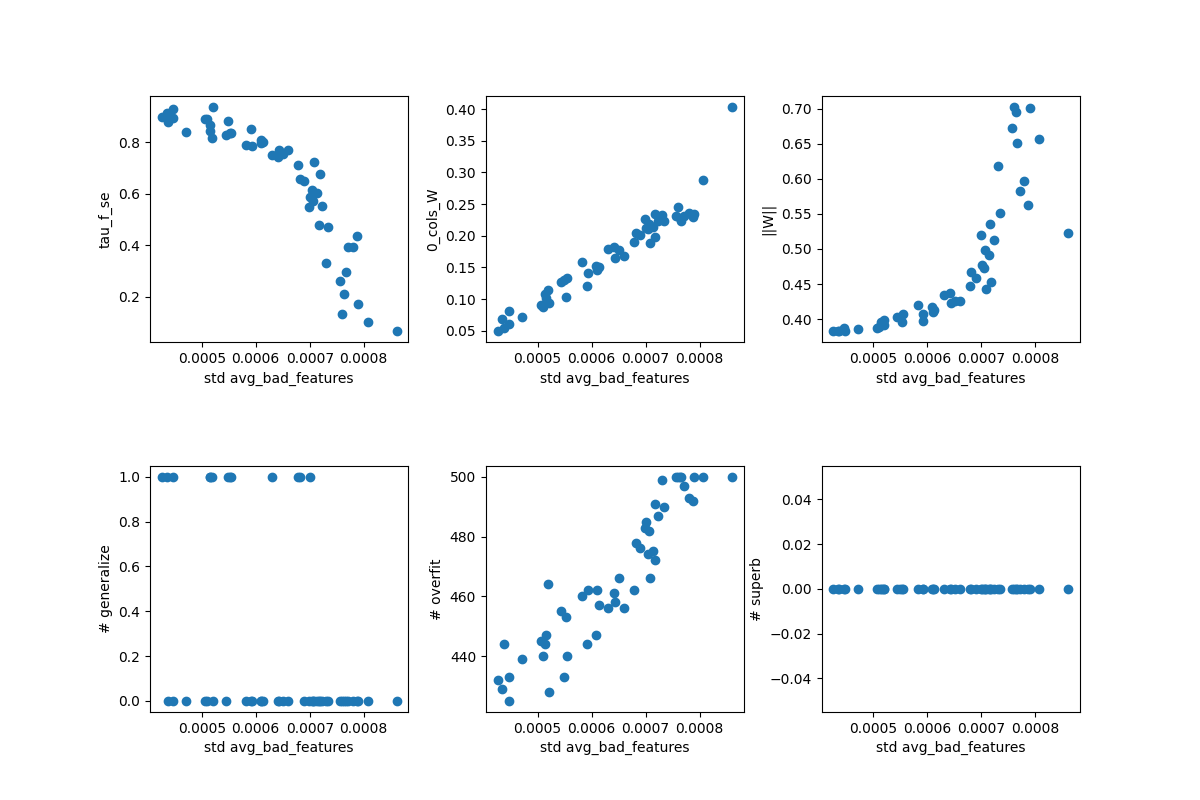 tau_f_se
0.8
0.6
0.4
0.2
0.0005 0.0006 0.0007 0.0008
std avg_bad_features
0_cols_W
0.40
0.35
0.30
0.25
0.20
0.15
0.10
0.05
0.0005 0.0006 0.0007 0.0008
std avg_bad_features
||W||
0.70
0.65
0.60
0.55
0.50
0.45
0.40
0.0005 0.0006 0.0007 0.0008
std avg_bad_features
# generalize
1.0
0.8
0.6
0.4
0.2
0.0
0.0005 0.0006 0.0007 0.0008
std avg_bad_features
# overfit
500
480
460
440
0.0005 0.0006 0.0007 0.0008
std avg_bad_features
# superb
0.04
0.02
0.00
−0.02
−0.04
0.0005 0.0006 0.0007 0.0008
std avg_bad_features